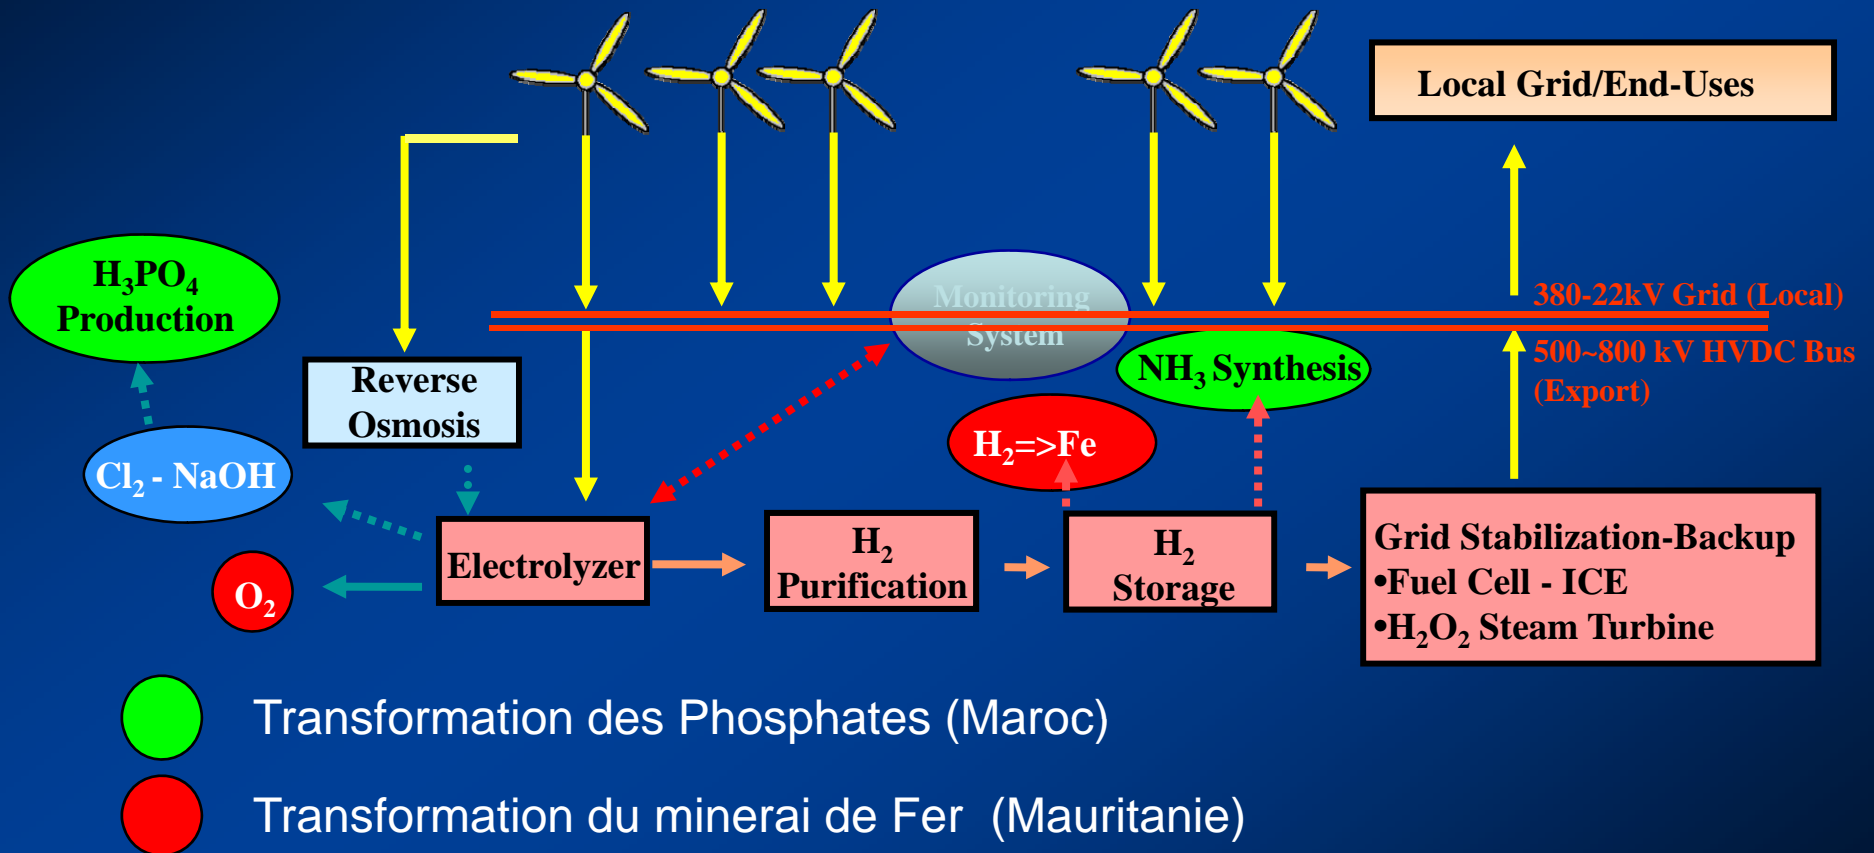 Local Grid/End-Uses
H₃PO₄
Production
Monitoring
System
380-22kV Grid (Local)
500~800 kV HVDC Bus
(Export)
Reverse
Osmosis
NH₃ Synthesis
H₂=>Fe
Cl₂ - NaOH
Electrolyzer
H₂
Purification
H₂
Storage
Grid Stabilization-Backup
•Fuel Cell - ICE
•H₂O₂ Steam Turbine
O₂
Transformation des Phosphates (Maroc)
Transformation du minerai de Fer (Mauritanie)